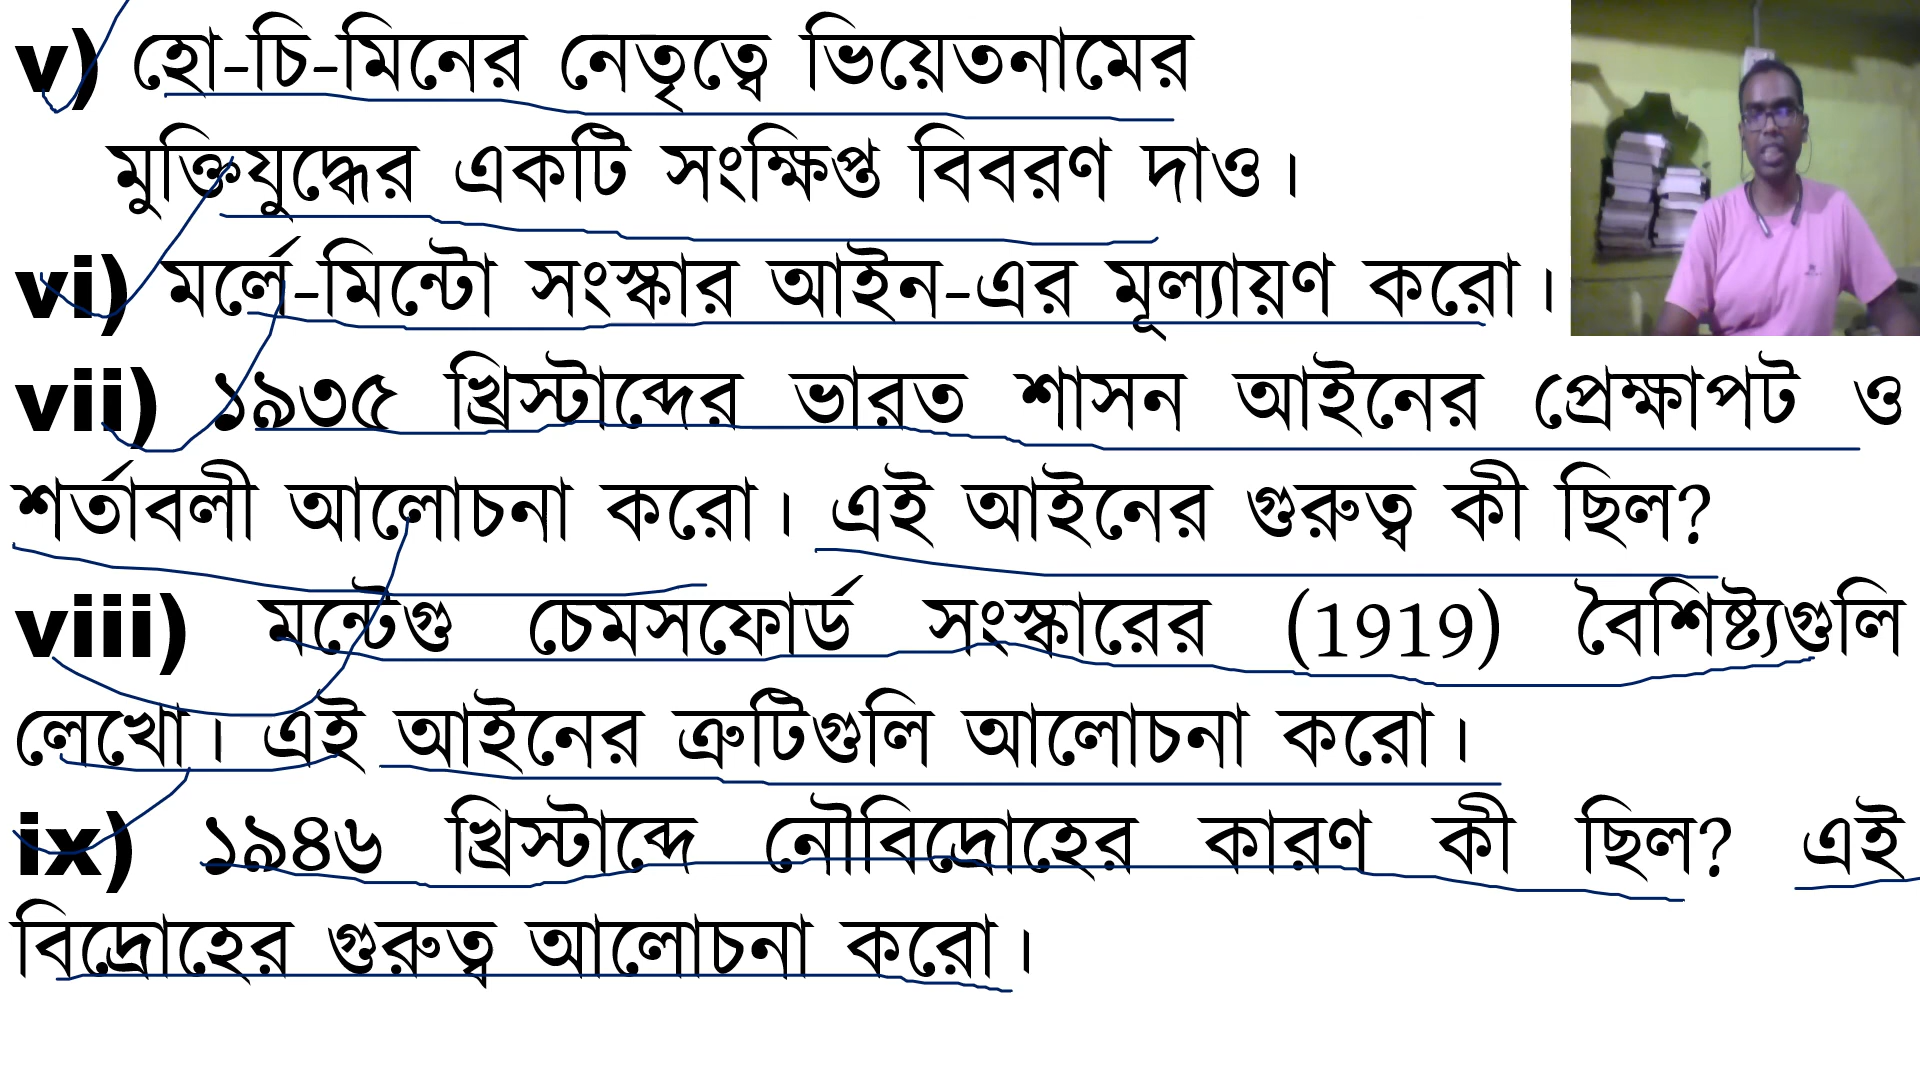 v) হো-চি-মিনের নেতৃত্বে ভিয়েতনামের
মুক্তিযুদ্ধের একটি সংক্ষিপ্ত বিবরণ দাও।
vi) মর্লে-মিন্টো সংস্কার আইন-এর মূল্যায়ণ করো।
vii) ১৯৩৫ খ্রিস্টাব্দের ভারত শাসন আইনের প্রেক্ষাপট ও
শর্তাবলী আলোচনা করো। এই আইনের গুরুত্ব কী ছিল?
viii) মন্টেগু চেমসফোর্ড সংস্কারের (1919) বৈশিষ্ট্যগুলি
লেখো। এই আইনের ত্রুটিগুলি আলোচনা করো।
ix) ১৯৪৬ খ্রিস্টাব্দে নৌবিদ্রোহের কারণ কী ছিল? এই
বিদ্রোহের গুরুত্ব আলোচনা করো।